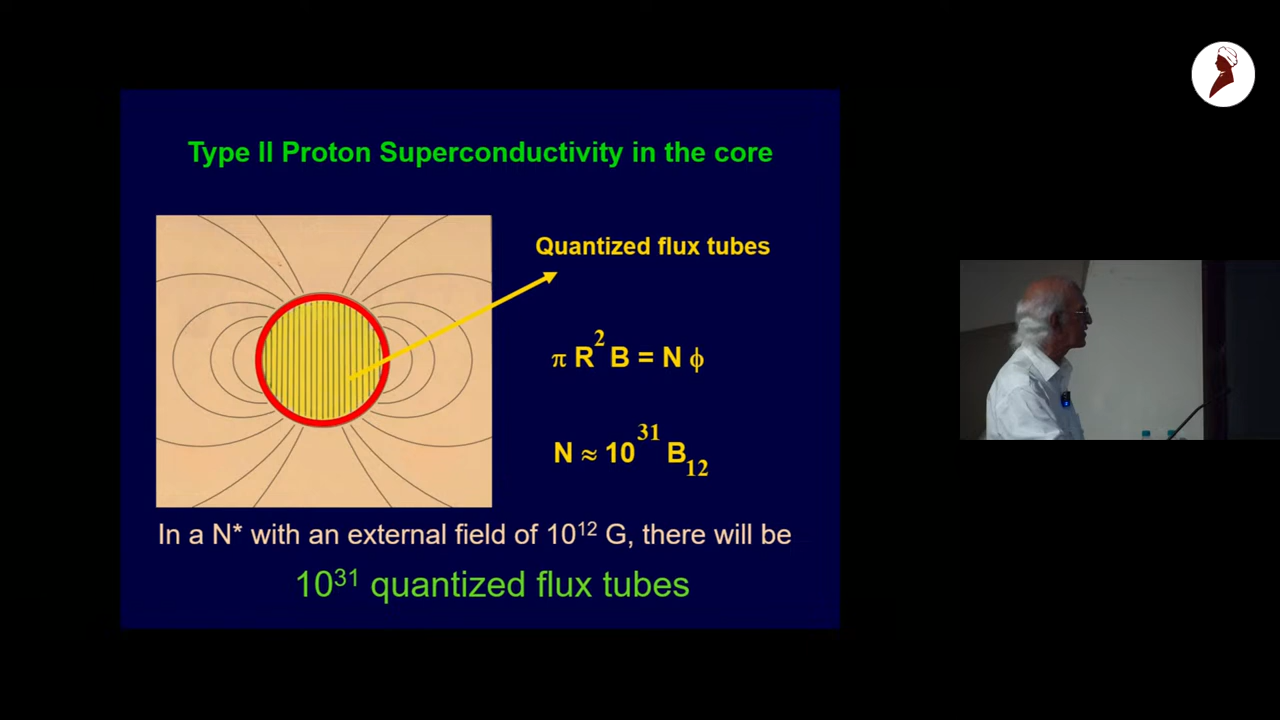 Type II Proton Superconductivity in the core
Quantized flux tubes
π R² B = N ϕ
N ≈ 10³¹ B₁₂
In a N* with an external field of 10¹² G, there will be
10³¹ quantized flux tubes